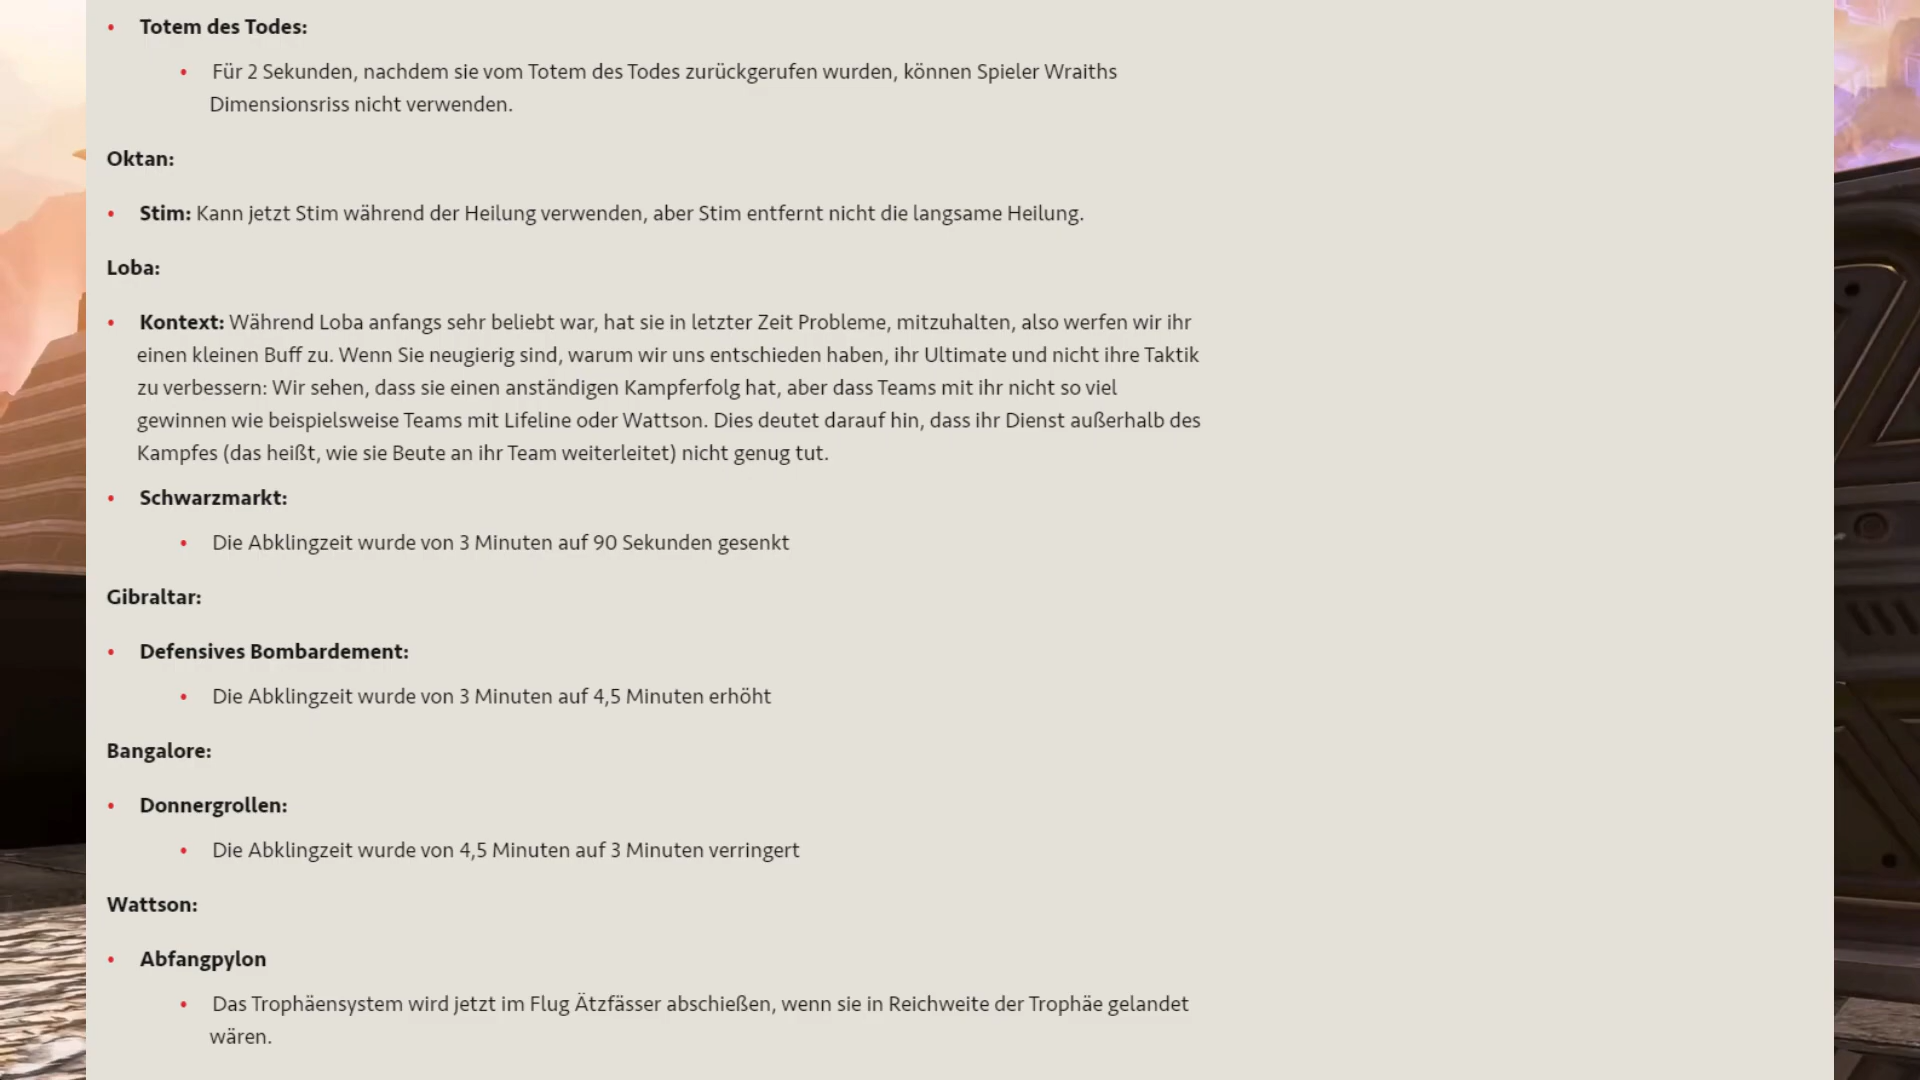 Totem des Todes:
Für 2 Sekunden, nachdem sie vom Totem des Todes zurückgerufen wurden, können Spieler Wraiths
Dimensionsriss nicht verwenden.
Oktan:
Stim: Kann jetzt Stim während der Heilung verwenden, aber Stim entfernt nicht die langsame Heilung.
Loba:
Kontext: Während Loba anfangs sehr beliebt war, hat sie in letzter Zeit Probleme, mitzuhalten, also werfen wir ihr
einen kleinen Buff zu. Wenn Sie neugierig sind, warum wir uns entschieden haben, ihr Ultimate und nicht ihre Taktik
zu verbessern: Wir sehen, dass sie einen anständigen Kampferfolg hat, aber dass Teams mit ihr nicht so viel
gewinnen wie beispielsweise Teams mit Lifeline oder Wattson. Dies deutet darauf hin, dass ihr Dienst außerhalb des
Kampfes (das heißt, wie sie Beute an ihr Team weiterleitet) nicht genug tut.
Schwarzmarkt:
Die Abklingzeit wurde von 3 Minuten auf 90 Sekunden gesenkt
Gibraltar:
Defensives Bombardement:
Die Abklingzeit wurde von 3 Minuten auf 4,5 Minuten erhöht
Bangalore:
Donnergrollen:
Die Abklingzeit wurde von 4,5 Minuten auf 3 Minuten verringert
Wattson:
Abfangpylon
Das Trophäensystem wird jetzt im Flug Ätzfässer abschießen, wenn sie in Reichweite der Trophäe gelandet
wären.